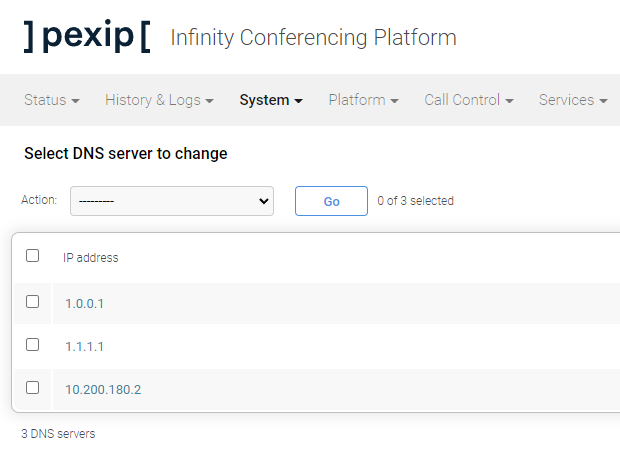 ]pexip[ Infinity Conferencing Platform
Status History & Logs System Platform Call Control Services
Select DNS server to change
Action: --------- Go 0 of 3 selected
IP address
1.0.0.1
1.1.1.1
10.200.180.2
3 DNS servers